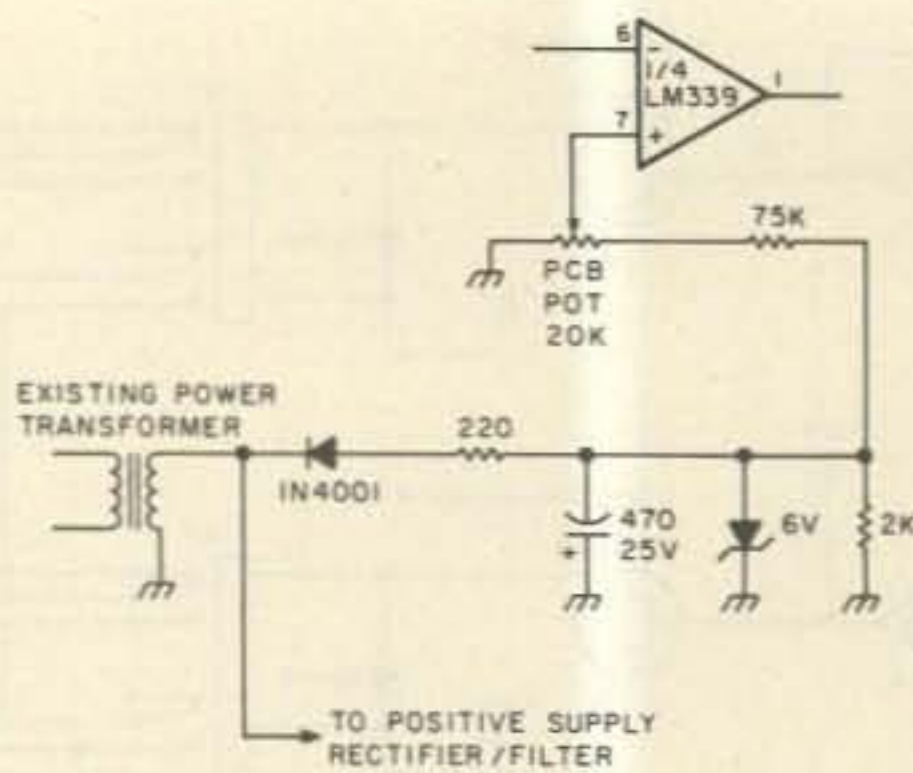 6
-
1/4
LM339
1
7
+
75K
PCB
POT
20K
EXISTING POWER
TRANSFORMER
220
IN4001
470
25V
+
6V
2K
TO POSITIVE SUPPLY
RECTIFIER/FILTER